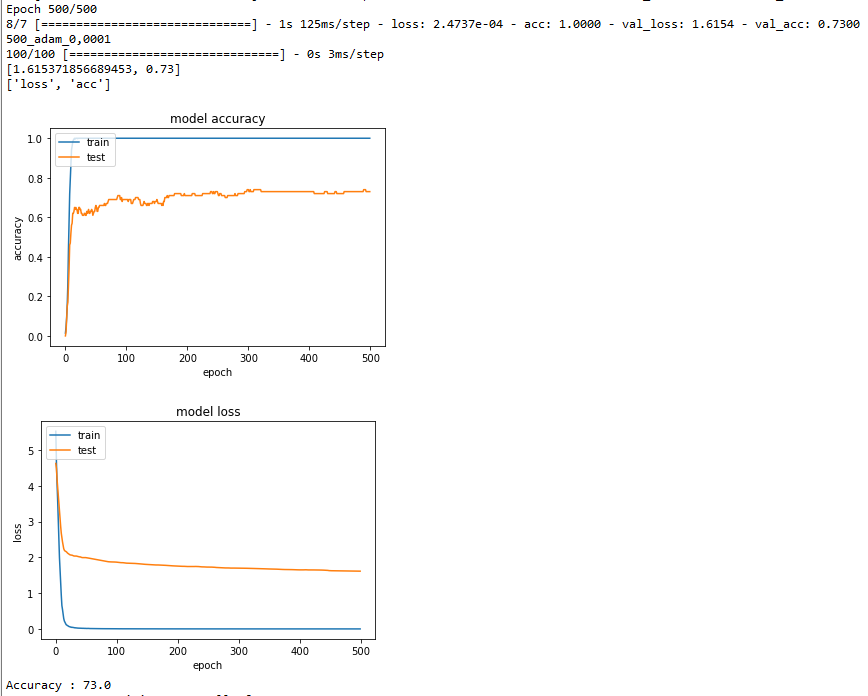 Epoch 500/500
8/7 [============================] - 1s 125ms/step - loss: 2.4737e-04 - acc: 1.0000 - val_loss: 1.6154 - val_acc: 0.7300
500_adam_0,0001
100/100 [============================] - 0s 3ms/step
[1.615371856689453, 0.73]
['loss', 'acc']
model accuracy
train
test
1.0
0.8
0.6
0.4
0.2
0.0
accuracy
0 100 200 300 400 500
epoch
model loss
train
test
5
4
3
2
1
0
loss
0 100 200 300 400 500
epoch
Accuracy : 73.0